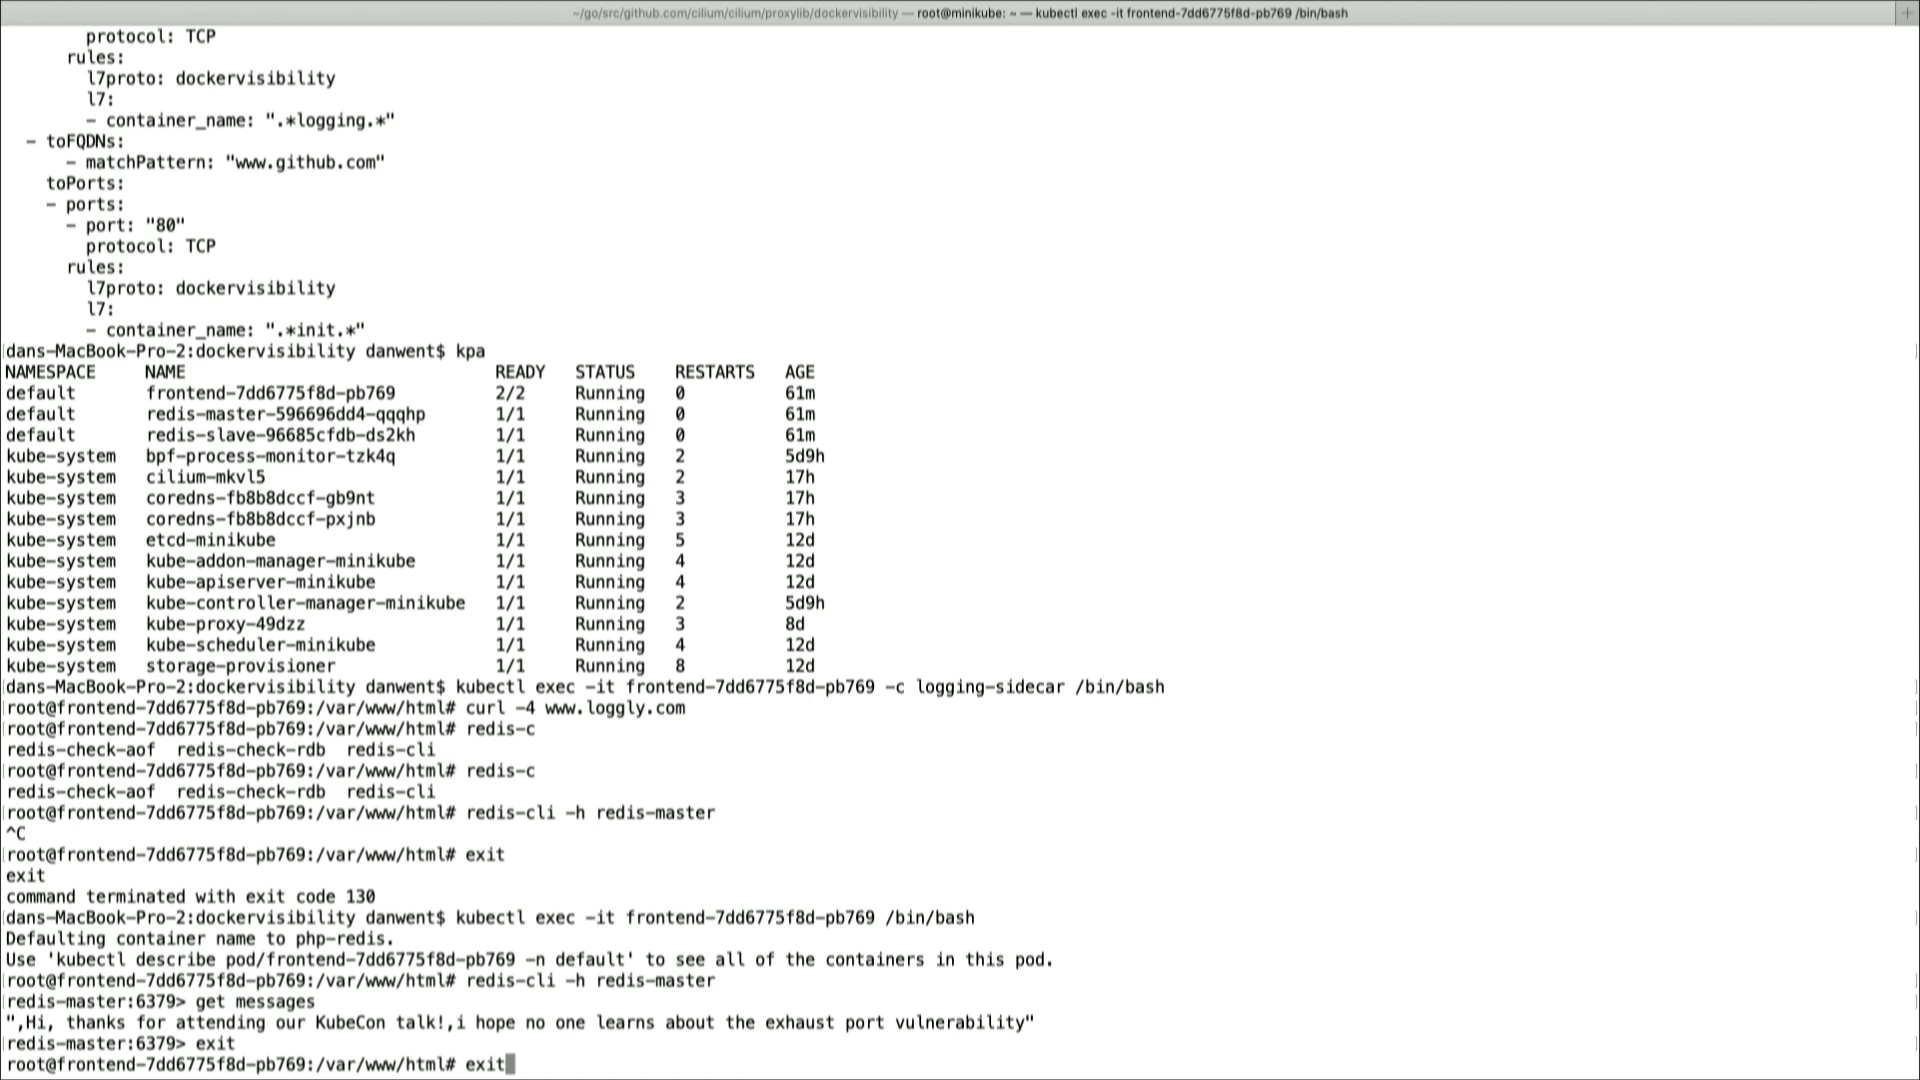 ~/go/src/github.com/cilium/cilium/proxylib/dockervisibility — root@minikube: ~ — kubectl exec -it frontend-7dd6775f8d-pb769 /bin/bash
protocol: TCP
rules:
l7proto: dockervisibility
l7:
- container_name: ".*logging.*"
- toFQDNs:
- matchPattern: "www.github.com"
toPorts:
- ports:
- port: "80"
protocol: TCP
rules:
l7proto: dockervisibility
l7:
- container_name: ".*init.*"
dans-MacBook-Pro-2:dockervisibility danwent$ kpa
NAMESPACE NAME READY STATUS RESTARTS AGE
default frontend-7dd6775f8d-pb769 2/2 Running 0 61m
default redis-master-596696dd4-qqqhp 1/1 Running 0 61m
default redis-slave-96685cfdb-ds2kh 1/1 Running 0 61m
kube-system bpf-process-monitor-tzk4q 1/1 Running 2 5d9h
kube-system cilium-mkvl5 1/1 Running 2 17h
kube-system coredns-fb8b8dccf-gb9nt 1/1 Running 3 17h
kube-system coredns-fb8b8dccf-pxjnb 1/1 Running 3 17h
kube-system etcd-minikube 1/1 Running 5 12d
kube-system kube-addon-manager-minikube 1/1 Running 4 12d
kube-system kube-apiserver-minikube 1/1 Running 4 12d
kube-system kube-controller-manager-minikube 1/1 Running 2 5d9h
kube-system kube-proxy-49dzz 1/1 Running 3 8d
kube-system kube-scheduler-minikube 1/1 Running 4 12d
kube-system storage-provisioner 1/1 Running 8 12d
dans-MacBook-Pro-2:dockervisibility danwent$ kubectl exec -it frontend-7dd6775f8d-pb769 -c logging-sidecar /bin/bash
root@frontend-7dd6775f8d-pb769:/var/www/html# curl -4 www.loggly.com
root@frontend-7dd6775f8d-pb769:/var/www/html# redis-c
redis-check-aof redis-check-rdb redis-cli
root@frontend-7dd6775f8d-pb769:/var/www/html# redis-c
redis-check-aof redis-check-rdb redis-cli
root@frontend-7dd6775f8d-pb769:/var/www/html# redis-cli -h redis-master
^C
root@frontend-7dd6775f8d-pb769:/var/www/html# exit
exit
command terminated with exit code 130
dans-MacBook-Pro-2:dockervisibility danwent$ kubectl exec -it frontend-7dd6775f8d-pb769 /bin/bash
Defaulting container name to php-redis.
Use 'kubectl describe pod/frontend-7dd6775f8d-pb769 -n default' to see all of the containers in this pod.
root@frontend-7dd6775f8d-pb769:/var/www/html# redis-cli -h redis-master
redis-master:6379> get messages
",Hi, thanks for attending our KubeCon talk!,i hope no one learns about the exhaust port vulnerability"
redis-master:6379> exit
root@frontend-7dd6775f8d-pb769:/var/www/html# exit